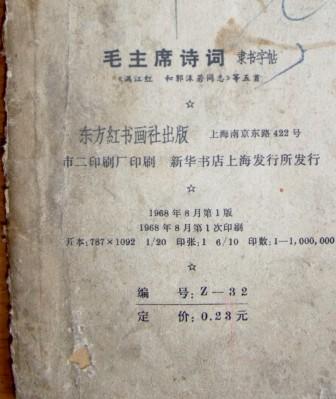 毛主席诗词 隶书字帖
《满江红 和郭沫若同志》等五首
东方红书画社出版 上海南京东路422号
市二印刷厂印刷 新华书店上海发行所发行
1968年8月第1版
1968年8月第1次印刷
开本:787×1092 1/20 印张:1 6/10 印数:1—1,000,000
编号:Z—32
定价:0.23元